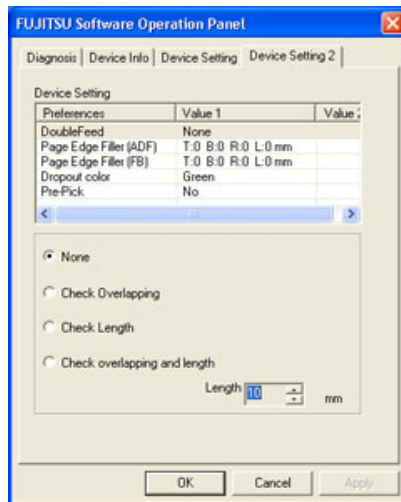 FUJITSU Software Operation Panel
Diagnosis Device Info Device Setting Device Setting 2
Device Setting
Preferences Value 1 Value 2
DoubleFeed None
Page Edge Filler (ADF) T:0 B:0 R:0 L:0 mm
Page Edge Filler (FB) T:0 B:0 R:0 L:0 mm
Dropout color Green
Pre-Pick No
None
Check Overlapping
Check Length
Check overlapping and length
Length 10 mm
OK Cancel Apply